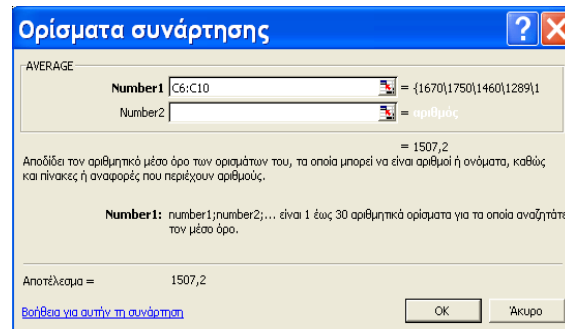 Ορίσματα συνάρτησης
AVERAGE
Number1 C6:C10 = {1670\1750\1460\1289\1
Number2 = αριθμός
= 1507,2
Αποδίδει τον αριθμητικό μέσο όρο των ορισμάτων του, τα οποία μπορεί να είναι αριθμοί ή ονόματα, καθώς
και πίνακες ή αναφορές που περιέχουν αριθμούς.
Number1: number1;number2;... είναι 1 έως 30 αριθμητικά ορίσματα για τα οποία αναζητάτε
τον μέσο όρο.
Αποτέλεσμα = 1507,2
Βοήθεια για αυτήν τη συνάρτηση OK Άκυρο